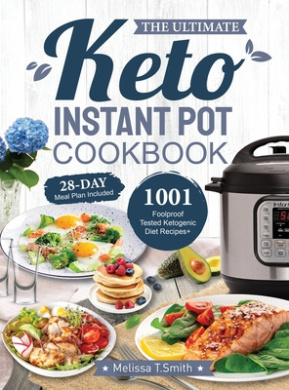 THE ULTIMATE
Keto
INSTANT POT
COOKBOOK
28-DAY
Meal Plan Included
1001
Foolproof
Tested Ketogenic
Diet Recipes+
Melissa T.Smith